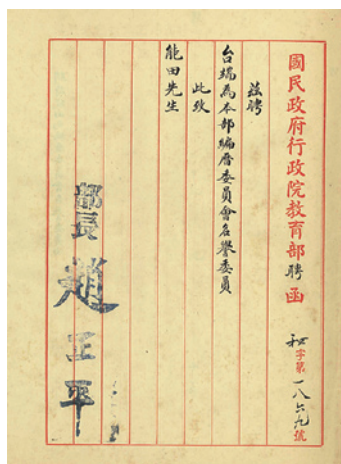 國民政府行政院教育部聘函
秘字第一八六九號
茲聘
台端為本部編曆委員會名譽委員
此致
能田先生
部長
趙正平